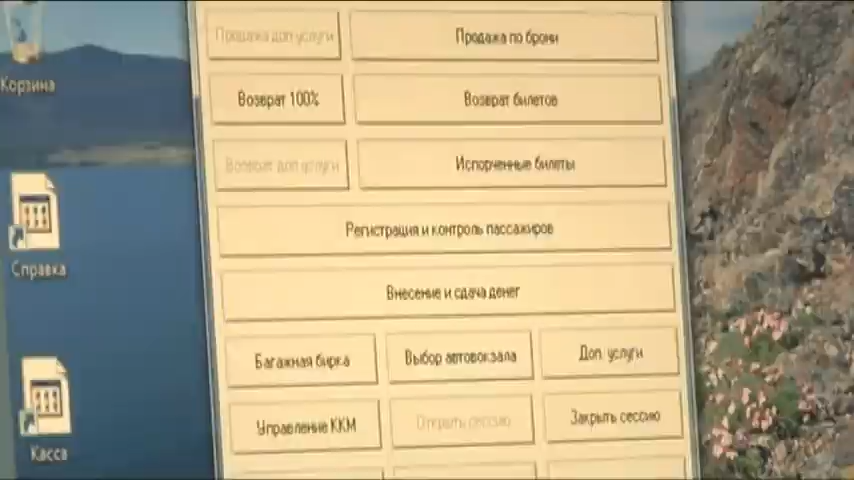 Продажа доп услуги
Продажа по брони
Корзина
Возврат 100%
Возврат билетов
Возврат доп услуги
Испорченные билеты
Регистрация и контроль пассажиров
Справка
Внесение и сдача денег
Багажная бирка
Выбор автовокзала
Доп. услуги
Управление ККМ
Открыть сессию
Закрыть сессию
Касса